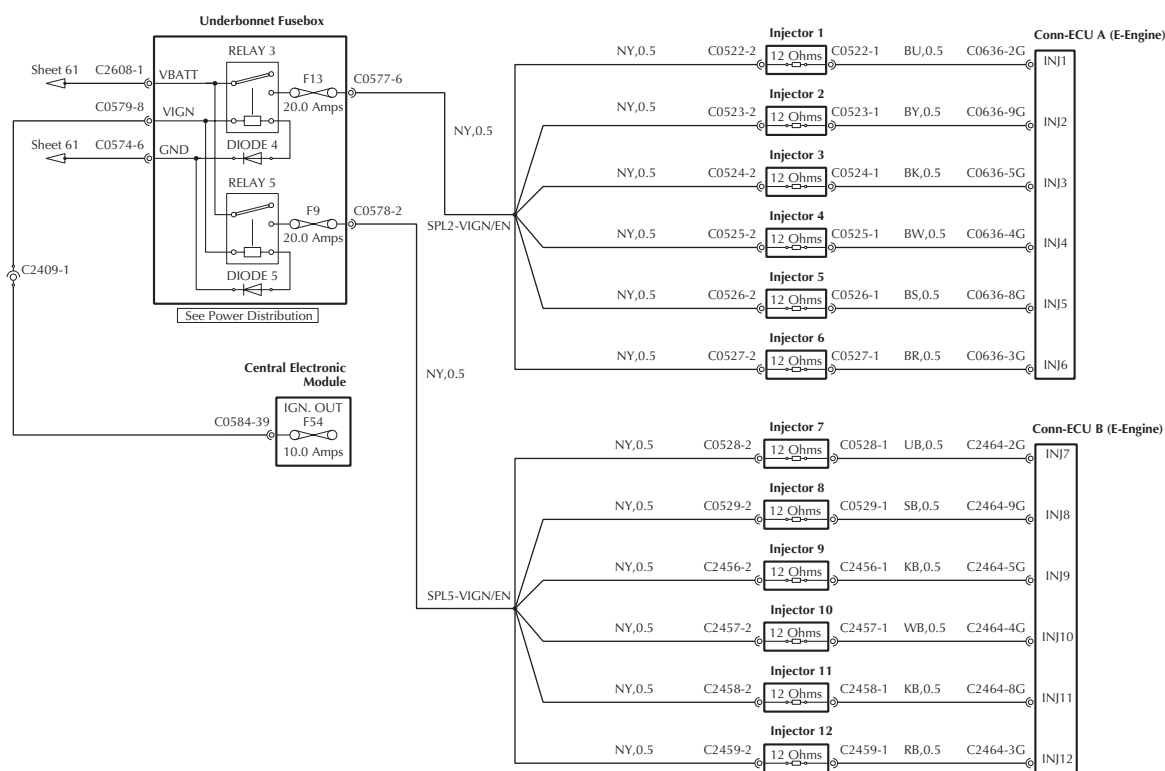 Underbonnet Fusebox
RELAY 3
Sheet 61
C2608-1
VBATT
F13
20.0 Amps
C0577-6
C0579-8
VIGN
Sheet 61
C0574-6
GND
DIODE 4
RELAY 5
F9
20.0 Amps
C0578-2
DIODE 5
See Power Distribution
C2409-1
NY,0.5
SPL2-VIGN/EN
NY,0.5
SPL5-VIGN/EN
Central Electronic
Module
C0584-39
IGN. OUT
F54
10.0 Amps
Conn-ECU A (E-Engine)
Injector 1
NY,0.5 C0522-2 12 Ohms C0522-1 BU,0.5 C0636-2G INJ1
Injector 2
NY,0.5 C0523-2 12 Ohms C0523-1 BY,0.5 C0636-9G INJ2
Injector 3
NY,0.5 C0524-2 12 Ohms C0524-1 BK,0.5 C0636-5G INJ3
Injector 4
NY,0.5 C0525-2 12 Ohms C0525-1 BW,0.5 C0636-4G INJ4
Injector 5
NY,0.5 C0526-2 12 Ohms C0526-1 BS,0.5 C0636-8G INJ5
Injector 6
NY,0.5 C0527-2 12 Ohms C0527-1 BR,0.5 C0636-3G INJ6
Conn-ECU B (E-Engine)
Injector 7
NY,0.5 C0528-2 12 Ohms C0528-1 UB,0.5 C2464-2G INJ7
Injector 8
NY,0.5 C0529-2 12 Ohms C0529-1 SB,0.5 C2464-9G INJ8
Injector 9
NY,0.5 C2456-2 12 Ohms C2456-1 KB,0.5 C2464-5G INJ9
Injector 10
NY,0.5 C2457-2 12 Ohms C2457-1 WB,0.5 C2464-4G INJ10
Injector 11
NY,0.5 C2458-2 12 Ohms C2458-1 KB,0.5 C2464-8G INJ11
Injector 12
NY,0.5 C2459-2 12 Ohms C2459-1 RB,0.5 C2464-3G INJ12